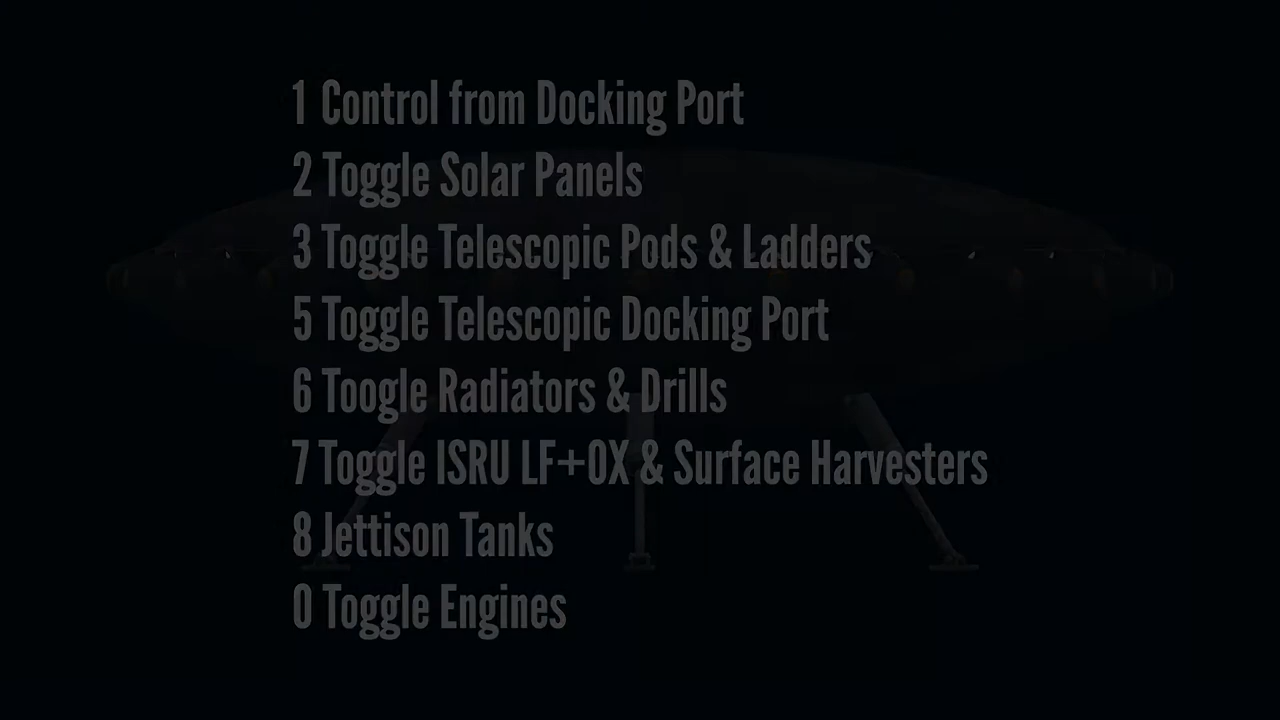 1 Control from Docking Port
2 Toggle Solar Panels
3 Toggle Telescopic Pods & Ladders
5 Toggle Telescopic Docking Port
6 Toogle Radiators & Drills
7 Toggle ISRU LF+OX & Surface Harvesters
8 Jettison Tanks
0 Toggle Engines